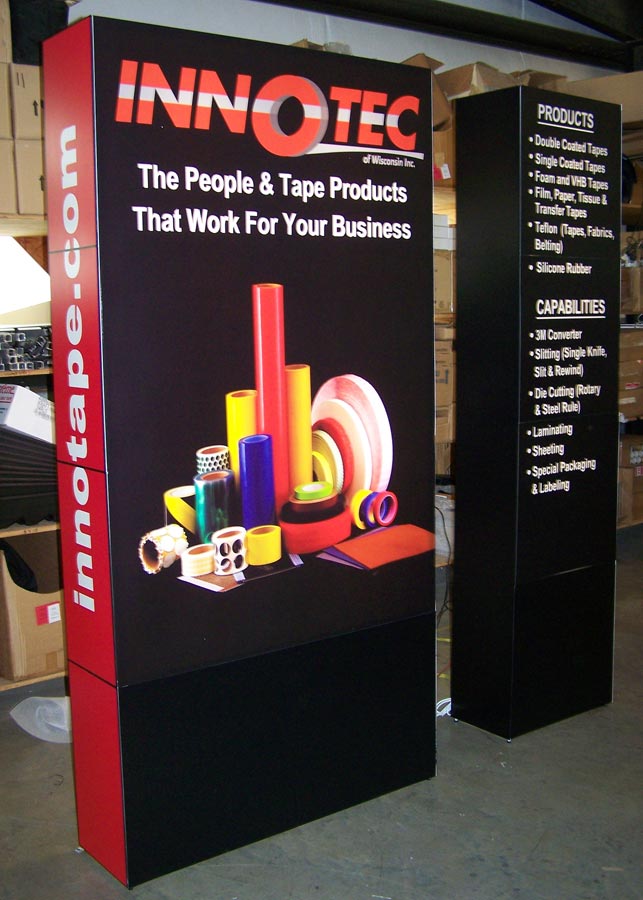 INNOTEC
of Wisconsin Inc.
The People & Tape Products
That Work For Your Business
innotape.com
PRODUCTS
• Double Coated Tapes
• Single Coated Tapes
• Foam and VHB Tapes
• Film, Paper, Tissue &
Transfer Tapes
• Teflon (Tapes, Fabrics,
Belting)
• Silicone Rubber
CAPABILITIES
• 3M Converter
• Slitting (Single Knife,
Slit & Rewind)
• Die Cutting (Rotary
& Steel Rule)
• Laminating
• Sheeting
• Special Packaging
& Labeling